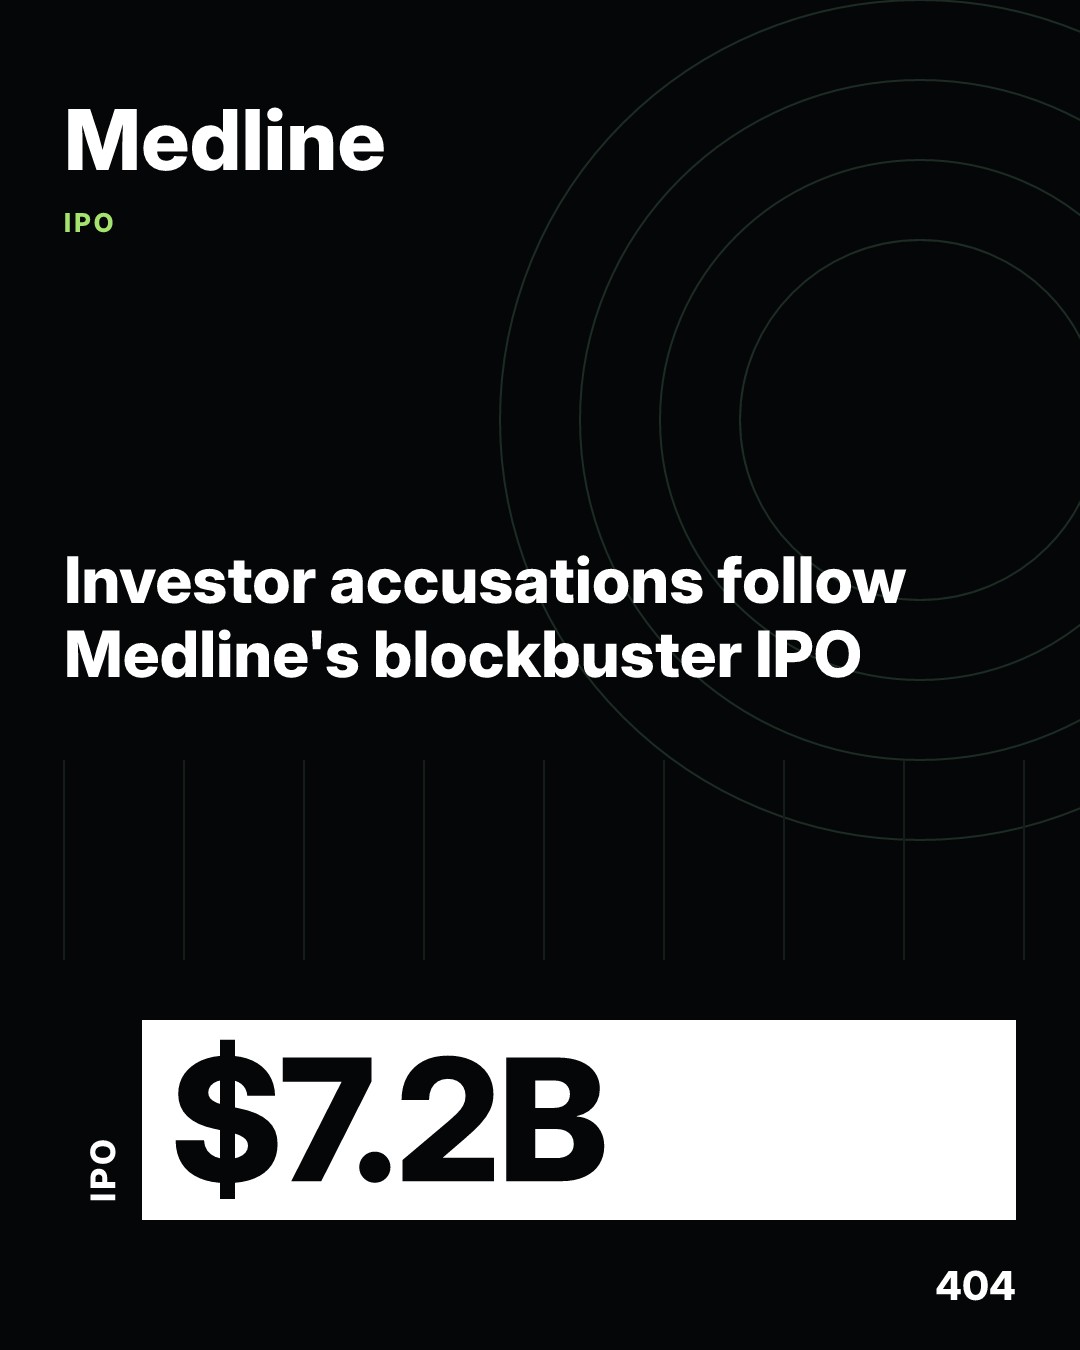 Medline
IPO
Investor accusations follow
Medline's blockbuster IPO
IPO
$7.2B
404